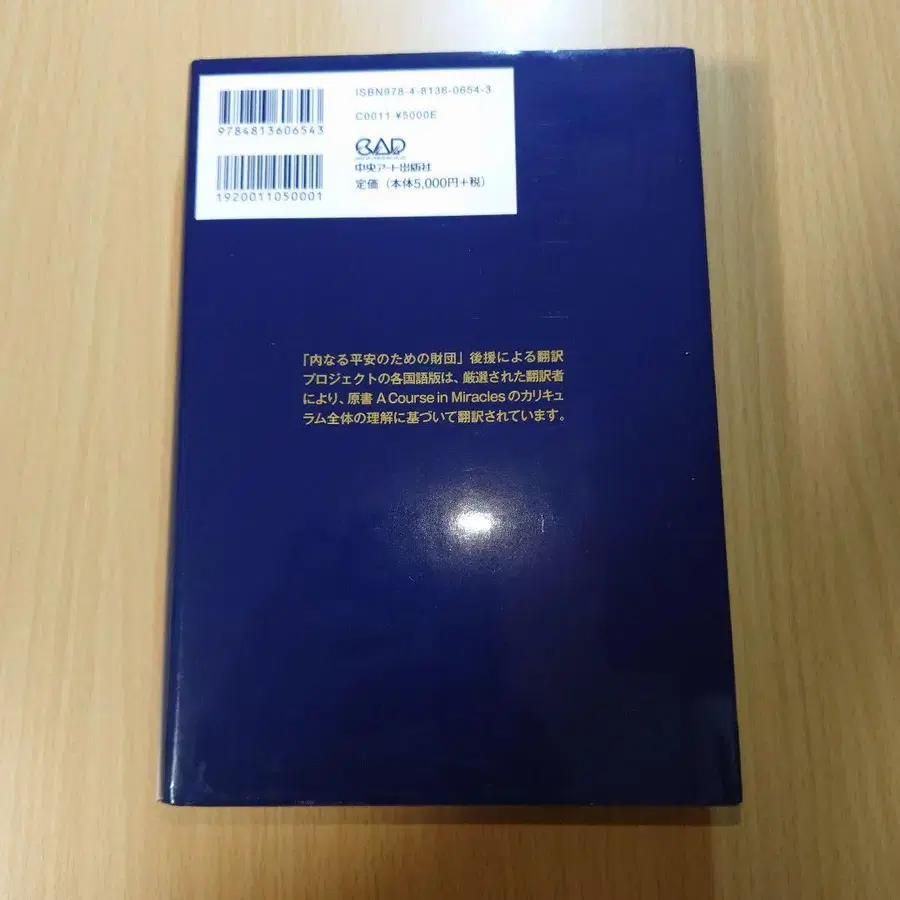 ISBN978-4-8136-0654-3
C0011 ¥5000E
9784813606543
1920011050001
CAD
中央アート出版社
定価（本体5,000円＋税）
「内なる平安のための財団」後援による翻訳
プロジェクトの各国語版は、厳選された翻訳者
により、原書 A Course in Miracles のカリキュ
ラム全体の理解に基づいて翻訳されています。